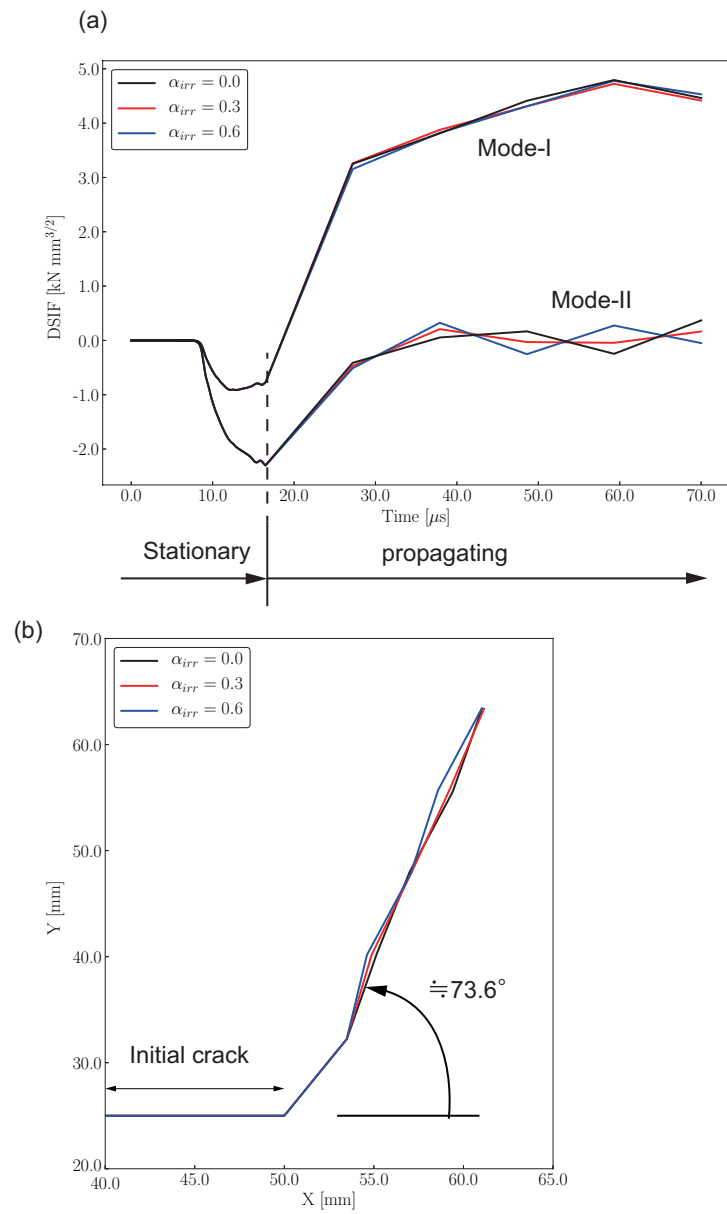 (a)
α_irr = 0.0
α_irr = 0.3
α_irr = 0.6
5.0
4.0
3.0
2.0
1.0
0.0
-1.0
-2.0
DSIF [kN mm^3/2]
Mode-I
Mode-II
0.0 10.0 20.0 30.0 40.0 50.0 60.0 70.0
Time [μs]
Stationary propagating
(b)
α_irr = 0.0
α_irr = 0.3
α_irr = 0.6
70.0
60.0
50.0
40.0
30.0
20.0
Y [mm]
≒73.6°
Initial crack
40.0 45.0 50.0 55.0 60.0 65.0
X [mm]